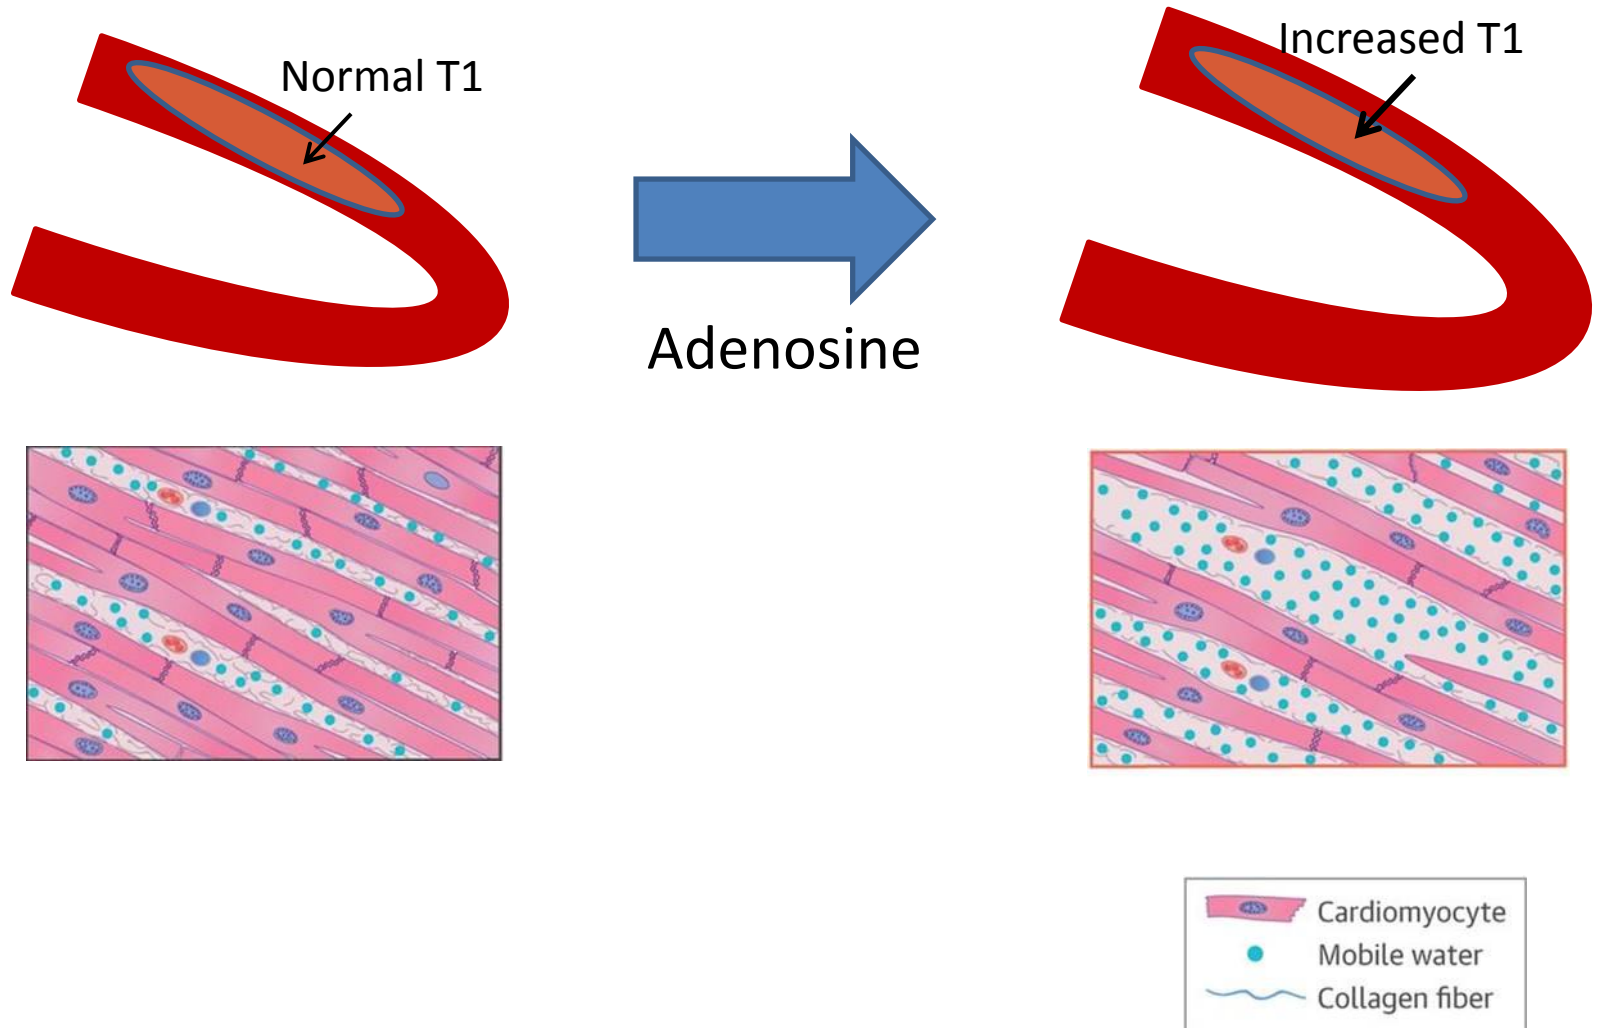 Normal T1
Increased T1
Adenosine
Cardiomyocyte
Mobile water
Collagen fiber